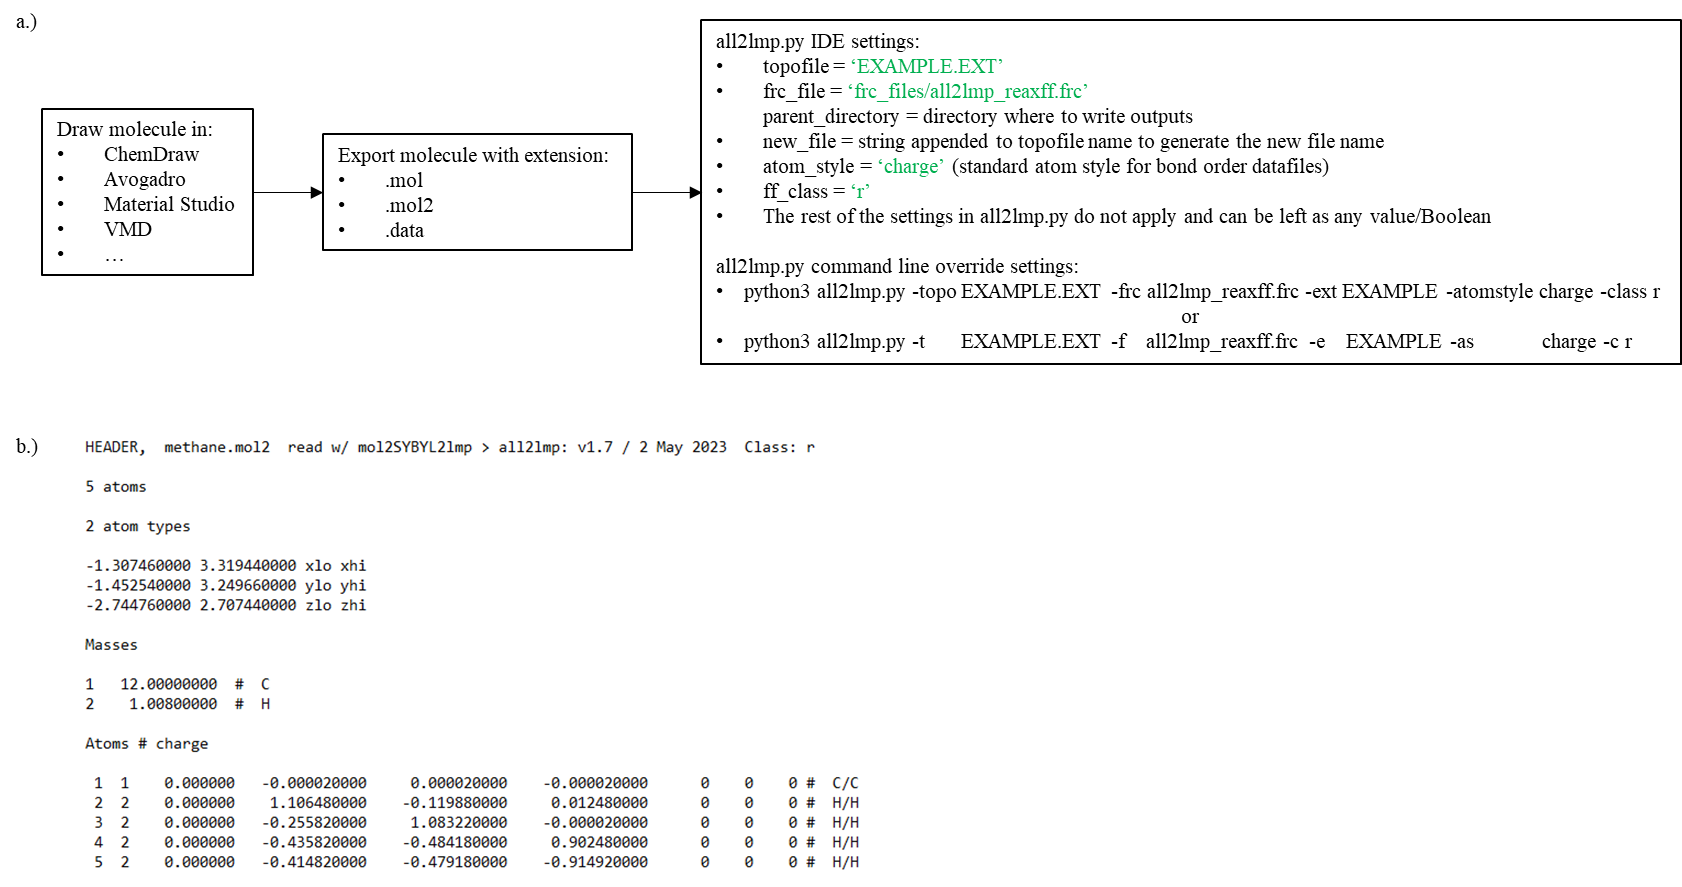 a.)
Draw molecule in:
• ChemDraw
• Avogadro
• Material Studio
• VMD
• …
Export molecule with extension:
• .mol
• .mol2
• .data
all2lmp.py IDE settings:
• topofile = ‘EXAMPLE.EXT’
• frc_file = ‘frc_files/all2lmp_reaxff.frc’
parent_directory = directory where to write outputs
• new_file = string appended to topofile name to generate the new file name
• atom_style = ‘charge’ (standard atom style for bond order datafiles)
• ff_class = ‘r’
• The rest of the settings in all2lmp.py do not apply and can be left as any value/Boolean
all2lmp.py command line override settings:
• python3 all2lmp.py -topo EXAMPLE.EXT -frc all2lmp_reaxff.frc -ext EXAMPLE -atomstyle charge -class r
or
• python3 all2lmp.py -t EXAMPLE.EXT -f all2lmp_reaxff.frc -e EXAMPLE -as charge -c r
b.)
HEADER, methane.mol2 read w/ mol2SYBYL2lmp > all2lmp: v1.7 / 2 May 2023 Class: r
5 atoms
2 atom types
-1.307460000 3.319440000 xlo xhi
-1.452540000 3.249660000 ylo yhi
-2.744760000 2.707440000 zlo zhi
Masses
1 12.00000000 # C
2 1.00800000 # H
Atoms # charge
1 1 0.000000 -0.000020000 0.000020000 -0.000020000 0 0 0 # C/C
2 2 0.000000 1.106480000 -0.119880000 0.012480000 0 0 0 # H/H
3 2 0.000000 -0.255820000 1.083220000 -0.000020000 0 0 0 # H/H
4 2 0.000000 -0.435820000 -0.484180000 0.902480000 0 0 0 # H/H
5 2 0.000000 -0.414820000 -0.479180000 -0.914920000 0 0 0 # H/H